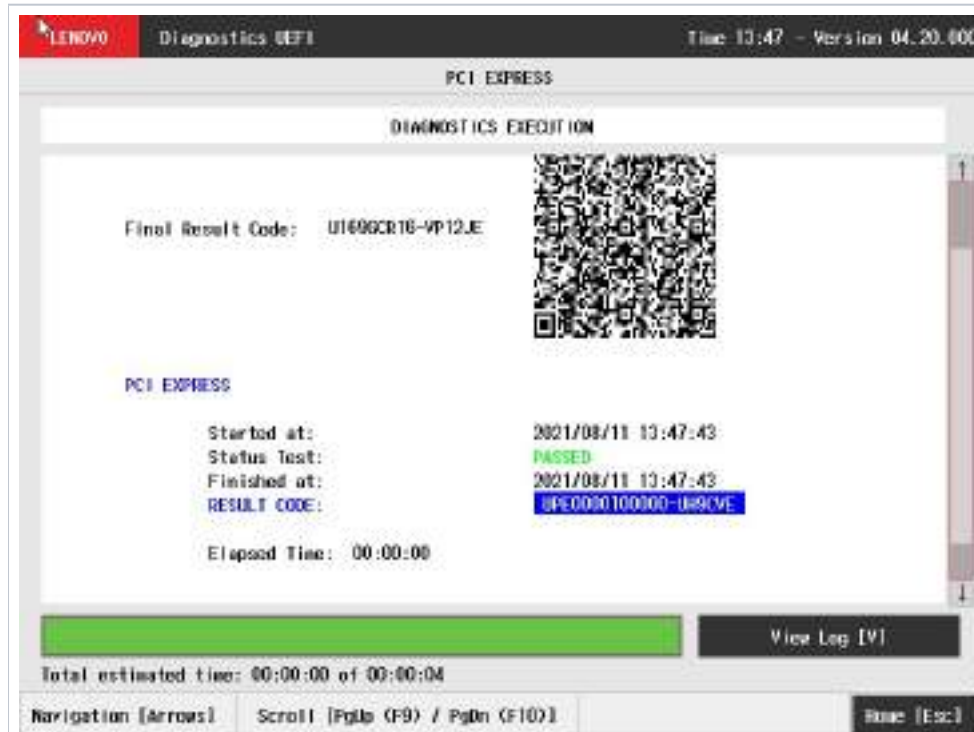 LENOVO Diagnostics UEFI Time 13:47 - Version 04.20.000
PCI EXPRESS
DIAGNOSTICS EXECUTION
Final Result Code: U169GCR16-VP12JE
PCI EXPRESS
Started at: 2021/08/11 13:47:43
Status Test: PASSED
Finished at: 2021/08/11 13:47:43
RESULT CODE: UPE0000100000-UH9CVE
Elapsed Time: 00:00:00
View Log [V]
Total estimated time: 00:00:00 of 00:00:04
Navigation [Arrows] Scroll [PgUp (F9) / PgDn (F10)] Home [Esc]